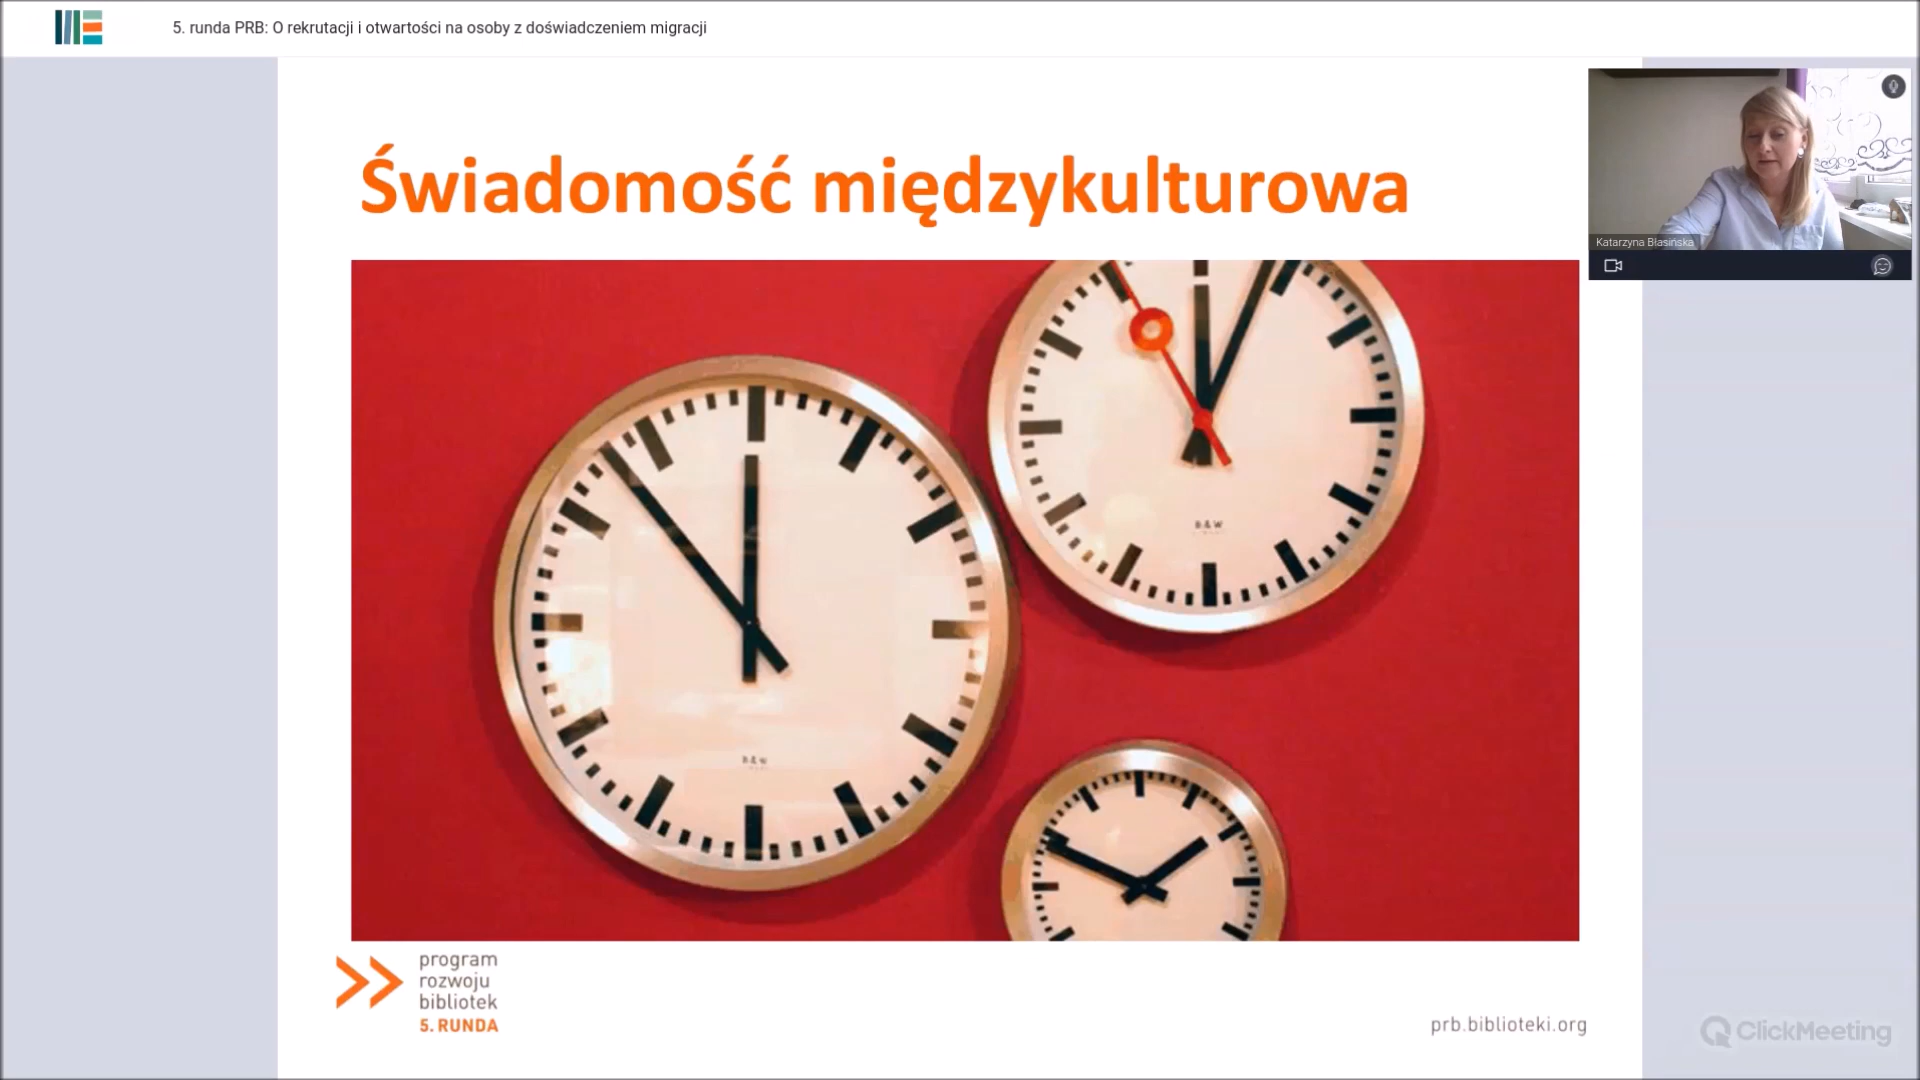 5. runda PRB: O rekrutacji i otwartości na osoby z doświadczeniem migracji
Świadomość międzykulturowa
Katarzyna Błasińska
B & W
B & W
program
rozwoju
bibliotek
5. RUNDA
prb.biblioteki.org
ClickMeeting